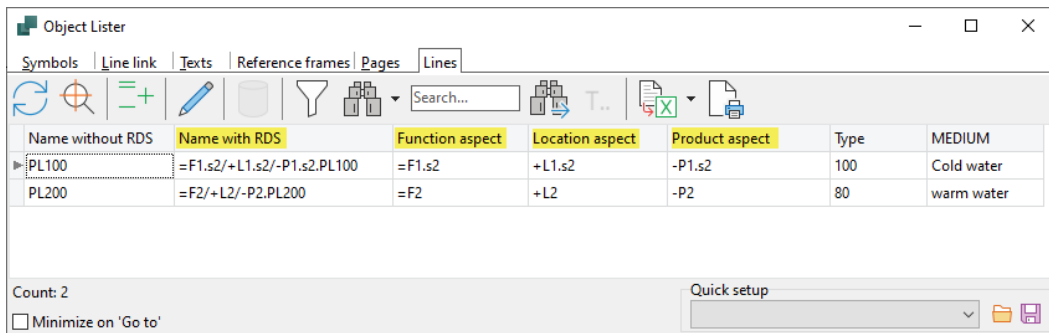 Object Lister
Symbols Line link Texts Reference frames Pages Lines
Search... T..
Name without RDS Name with RDS Function aspect Location aspect Product aspect Type MEDIUM
PL100 =F1.s2/+L1.s2/-P1.s2.PL100 =F1.s2 +L1.s2 -P1.s2 100 Cold water
PL200 =F2/+L2/-P2.PL200 =F2 +L2 -P2 80 warm water
Count: 2 Quick setup
Minimize on 'Go to'